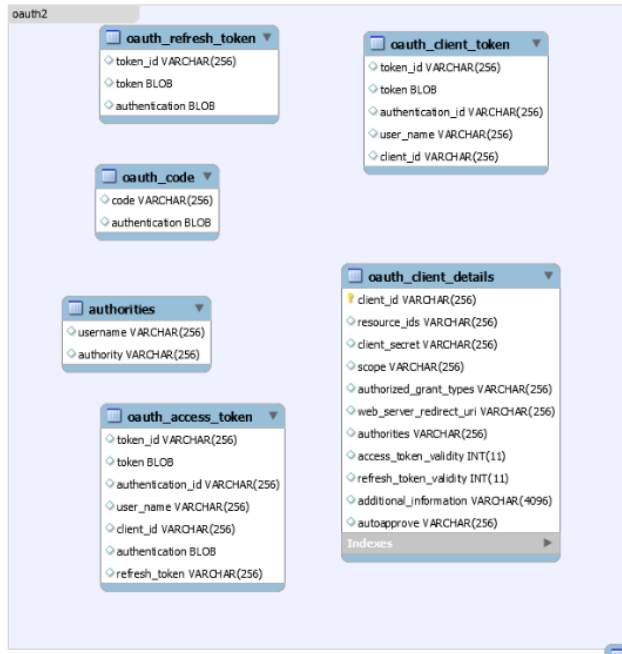 oauth2
oauth_refresh_token
token_id VARCHAR(256)
token BLOB
authentication BLOB
oauth_client_token
token_id VARCHAR(256)
token BLOB
authentication_id VARCHAR(256)
user_name VARCHAR(256)
client_id VARCHAR(256)
oauth_code
code VARCHAR(256)
authentication BLOB
oauth_client_details
client_id VARCHAR(256)
resource_ids VARCHAR(256)
client_secret VARCHAR(256)
scope VARCHAR(256)
authorized_grant_types VARCHAR(256)
web_server_redirect_uri VARCHAR(256)
authorities VARCHAR(256)
access_token_validity INT(11)
refresh_token_validity INT(11)
additional_information VARCHAR(4096)
autoapprove VARCHAR(256)
Indexes
authorities
username VARCHAR(256)
authority VARCHAR(256)
oauth_access_token
token_id VARCHAR(256)
token BLOB
authentication_id VARCHAR(256)
user_name VARCHAR(256)
client_id VARCHAR(256)
authentication BLOB
refresh_token VARCHAR(256)